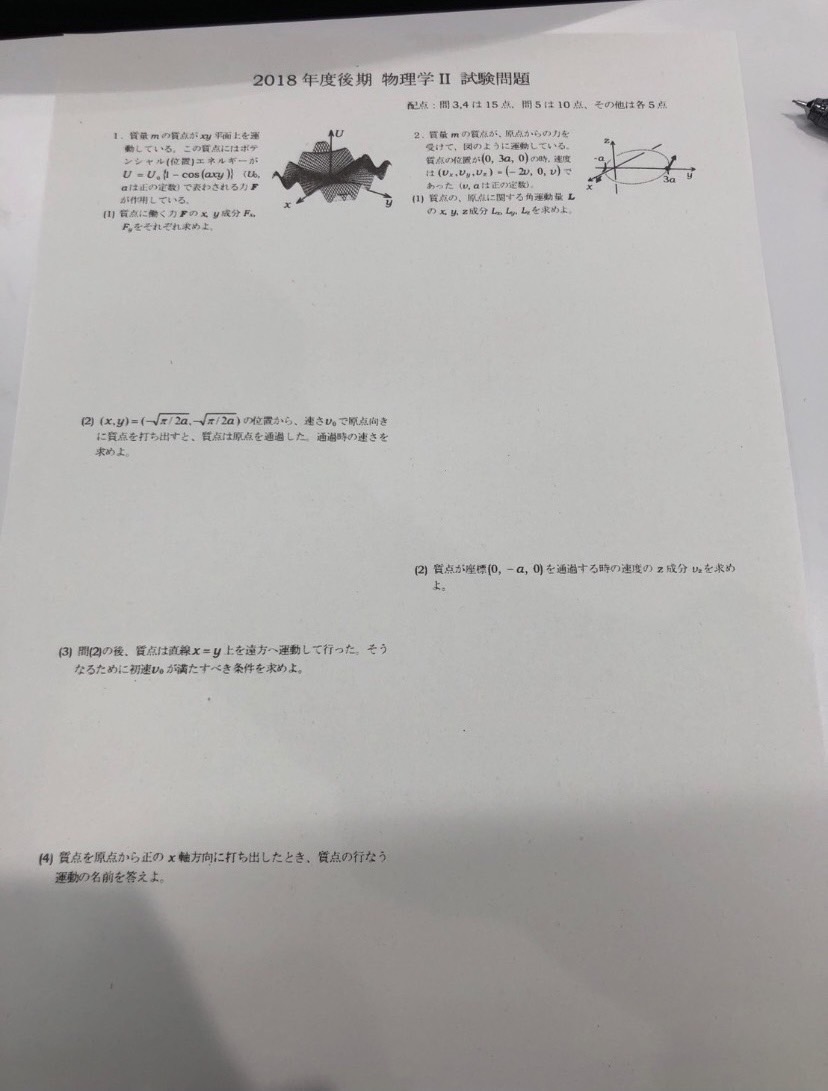 2018 年度後期 物理学 II 試験問題
配点：問 3,4 は 15 点、問 5 は 10 点、その他は各 5 点
1．質量 m の質点が xy 平面上を運
動している。この質点にはポテ
ンシャル(位置)エネルギーが
U = U₀{1 − cos(axy)} （U₀,
a は正の定数）で表わされる力 F
が作用している。
(1) 質点に働く力 F の x, y 成分 Fₓ,
Fᵧ をそれぞれ求めよ。
U
x
y
(2) (x,y) = (−√π/2a, −√π/2a) の位置から、速さ v₀ で原点向き
に質点を打ち出すと、質点は原点を通過した。通過時の速さを
求めよ。
(3) 問(2)の後、質点は直線 x = y 上を遠方へ運動して行った。そう
なるために初速 v₀ が満たすべき条件を求めよ。
(4) 質点を原点から正の x 軸方向に打ち出したとき、質点の行なう
運動の名前を答えよ。
2．質量 m の質点が、原点からの力を
受けて、図のように運動している。
質点の位置が(0, 3a, 0)の時、速度
は (vₓ, vᵧ, v_z) = (−2v, 0, v) で
あった（v, a は正の定数）。
(1) 質点の、原点に関する角運動量 L
の x, y, z 成分 Lₓ, Lᵧ, L_z を求めよ。
z
-a
x
3a
y
(2) 質点が座標(0, −a, 0)を通過する時の速度の z 成分 v_z を求め
よ。